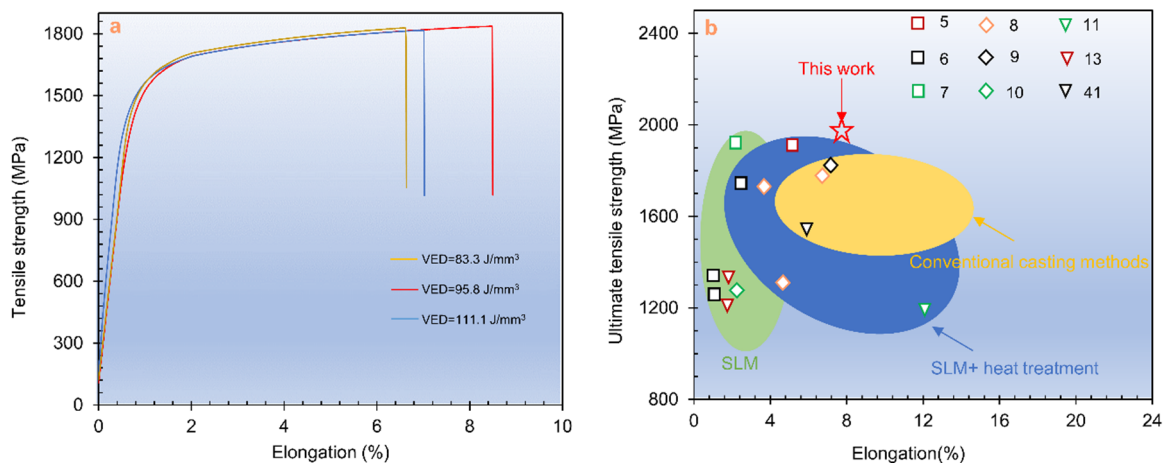 a
Tensile strength (MPa)
1800
1500
1200
900
600
300
0
0 2 4 6 8 10
Elongation (%)
VED=83.3 J/mm³
VED=95.8 J/mm³
VED=111.1 J/mm³
b
Ultimate tensile strength (MPa)
2400
2000
1600
1200
800
0 4 8 12 16 20 24
Elongation(%)
5 8 11
6 9 13
7 10 41
This work
Conventional casting methods
SLM
SLM+ heat treatment